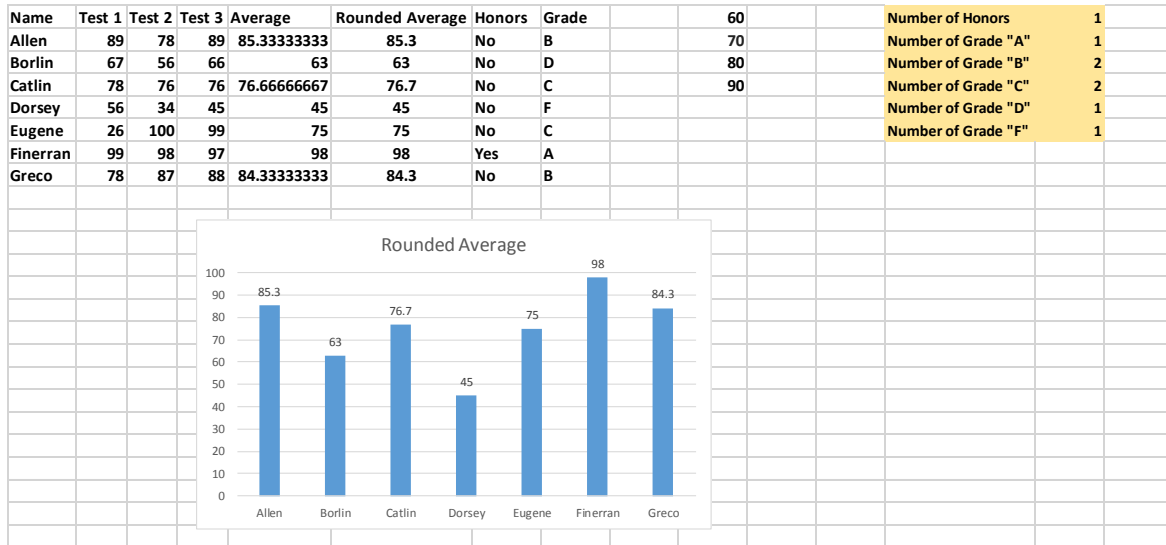 Name Test 1 Test 2 Test 3 Average Rounded Average Honors Grade 60 Number of Honors 1
Allen 89 78 89 85.33333333 85.3 No B 70 Number of Grade "A" 1
Borlin 67 56 66 63 63 No D 80 Number of Grade "B" 2
Catlin 78 76 76 76.66666667 76.7 No C 90 Number of Grade "C" 2
Dorsey 56 34 45 45 45 No F Number of Grade "D" 1
Eugene 26 100 99 75 75 No C Number of Grade "F" 1
Finerran 99 98 97 98 98 Yes A
Greco 78 87 88 84.33333333 84.3 No B
Rounded Average
98
100
85.3
84.3
90
76.7
75
80
70
63
60
50
45
40
30
20
10
0
Allen Borlin Catlin Dorsey Eugene Finerran Greco